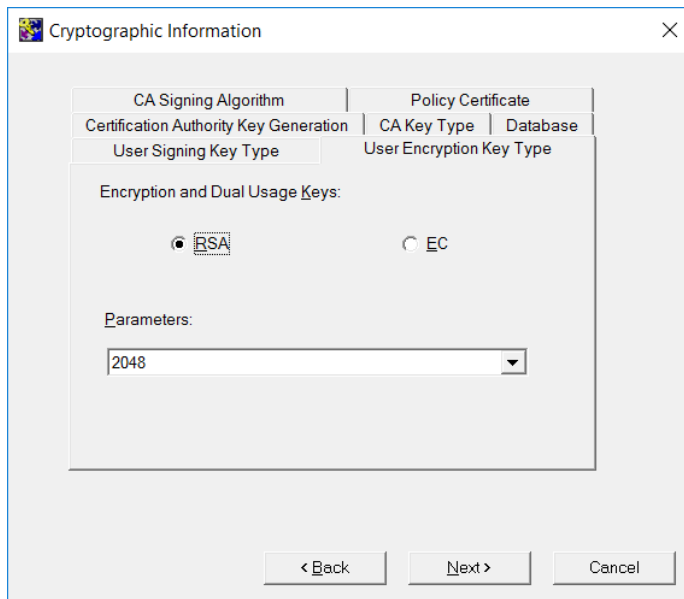 Cryptographic Information
CA Signing Algorithm Policy Certificate
Certification Authority Key Generation CA Key Type Database
User Signing Key Type User Encryption Key Type
Encryption and Dual Usage Keys:
RSA EC
Parameters:
2048
< Back Next > Cancel